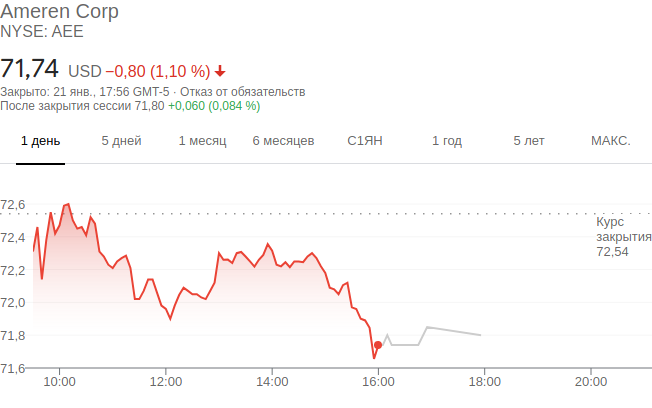 Ameren Corp
NYSE: AEE
71,74 USD −0,80 (1,10 %)
Закрыто: 21 янв., 17:56 GMT-5 · Отказ от обязательств
После закрытия сессии 71,80 +0,060 (0,084 %)
1 день 5 дней 1 месяц 6 месяцев С1ЯН 1 год 5 лет МАКС.
72,6
Курс
закрытия
72,54
72,4
72,2
72,0
71,8
71,6
10:00 12:00 14:00 16:00 18:00 20:00